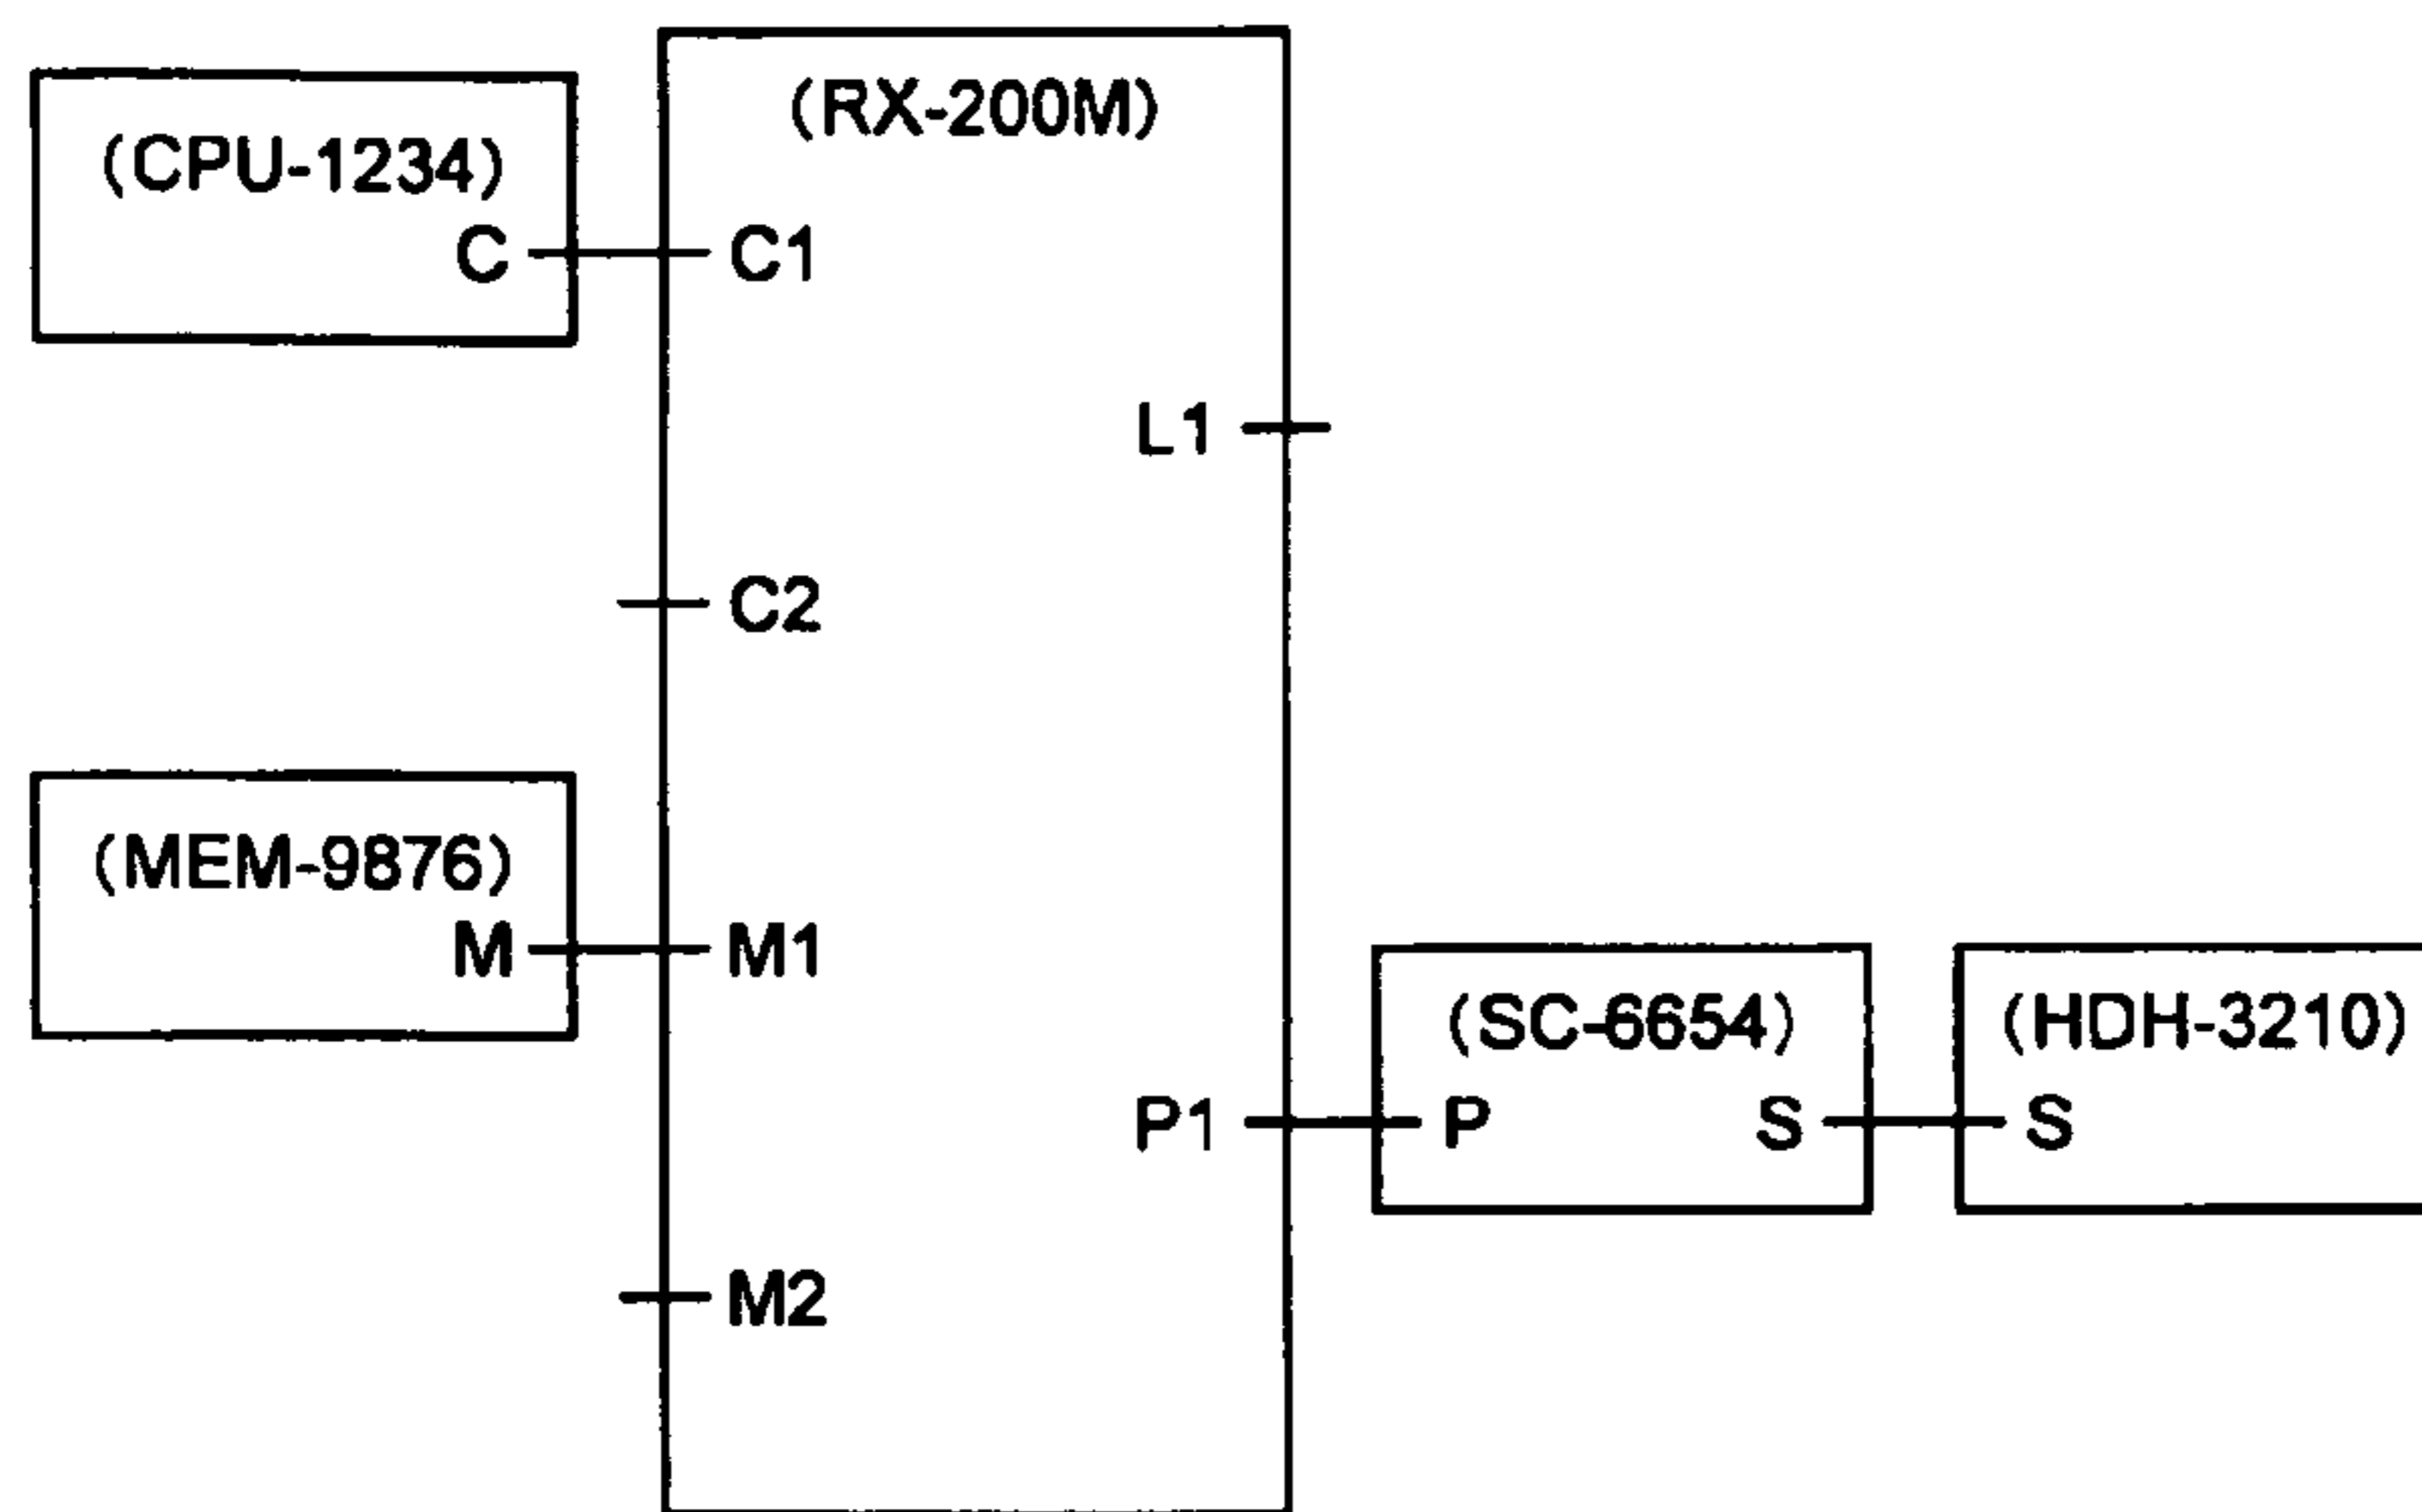 (RX-200M)
(CPU-1234)
C
C1
L1
C2
(MEM-9876)
M
M1
(SC-6654)
(HDH-3210)
P1
P
S
S
M2